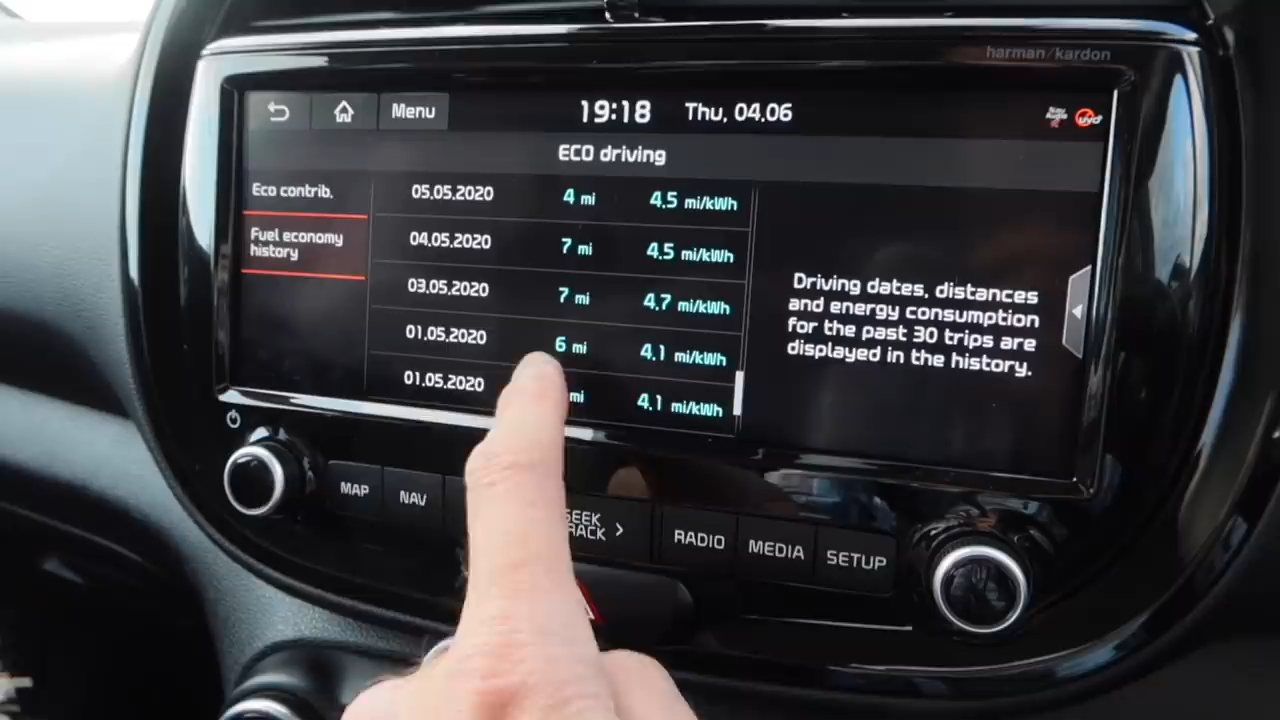 harman/kardon
Menu 19:18 Thu, 04.06
ECO driving
Eco contrib.
Fuel economy
history
05.05.2020 4 mi 4.5 mi/kWh
04.05.2020 7 mi 4.5 mi/kWh
03.05.2020 7 mi 4.7 mi/kWh
01.05.2020 6 mi 4.1 mi/kWh
01.05.2020 mi 4.1 mi/kWh
Driving dates, distances
and energy consumption
for the past 30 trips are
displayed in the history.
MAP NAV
SEEK
RADIO MEDIA SETUP